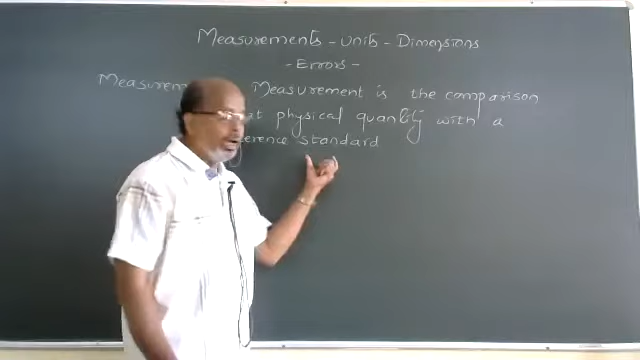 Measurements - Units - Dimensions
- Errors -
Measurement is the comparison
physical quantity with a
standard